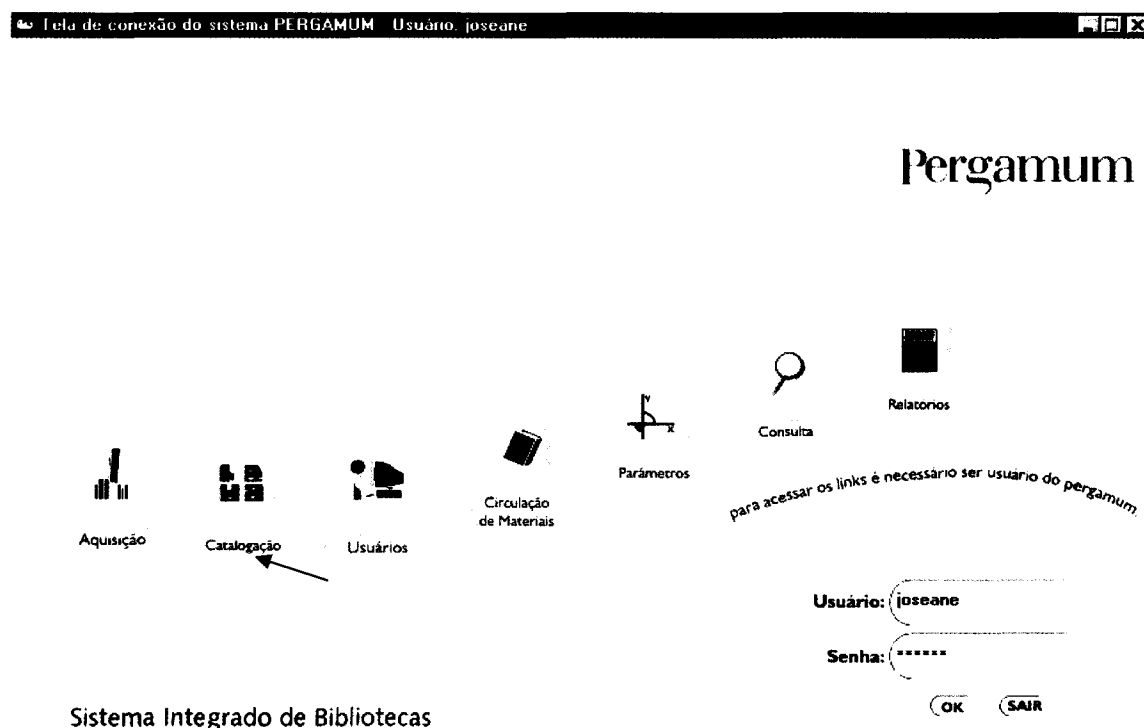 Tela de conexão do sistema PERGAMUM Usuário. joseane
Pergamum
Relatorios
Consulta
Parâmetros
Circulação
de Materiais
Aquisição
Catalogação
Usuários
para acessar os links é necessário ser usuário do pergamum.
Usuário: joseane
Senha: ******
OK SAIR
Sistema Integrado de Bibliotecas